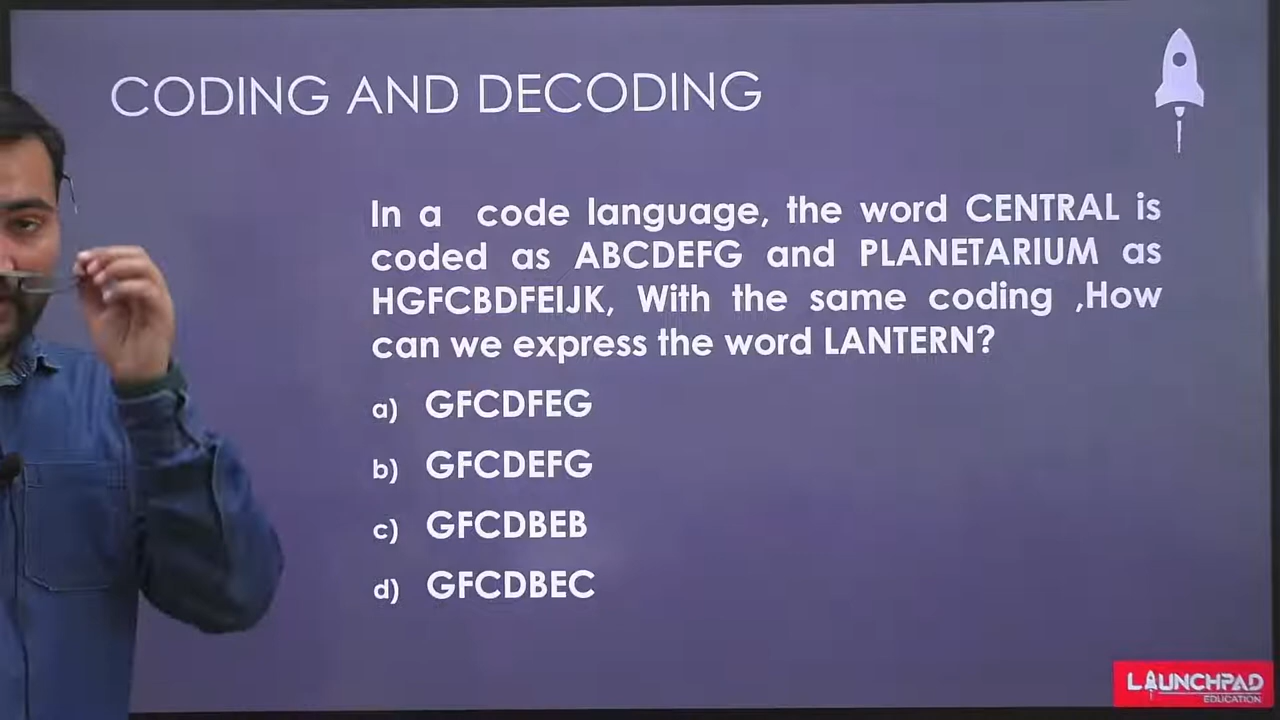 CODING AND DECODING
In a code language, the word CENTRAL is
coded as ABCDEFG and PLANETARIUM as
HGFCBDFEIJK, With the same coding ,How
can we express the word LANTERN?
a) GFCDFEG
b) GFCDEFG
c) GFCDBEB
d) GFCDBEC
LAUNCHPAD
EDUCATION